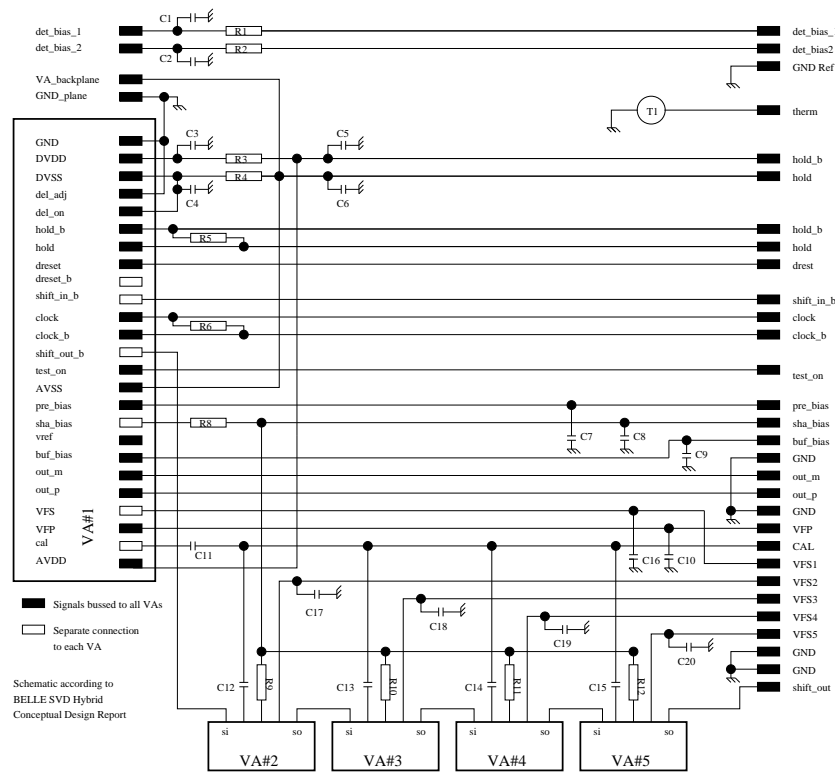 C1
det_bias_1
R1
det_bias_
det_bias_2
R2
det_bias2
C2
GND Ref
VA_backplane
GND_plane
T1
therm
GND
C3
C5
DVDD
R3
hold_b
DVSS
R4
hold
del_adj
C4
C6
del_on
hold_b
hold_b
hold
R5
hold
dreset
drest
dreset_b
shift_in_b
shift_in_b
clock
clock
R6
clock_b
clock_b
shift_out_b
test_on
test_on
AVSS
pre_bias
pre_bias
sha_bias
R8
sha_bias
vref
C7
C8
buf_bias
buf_bias
C9
GND
out_m
out_m
out_p
out_p
VFS
GND
VFP
VFP
VA#1
cal
C11
CAL
AVDD
C16
C10
VFS1
VFS2
Signals bussed to all VAs
C17
VFS3
Separate connection
to each VA
C18
VFS4
C19
VFS5
C20
GND
GND
Schematic according to
BELLE SVD Hybrid
Conceptual Design Report
C12
R9
C13
R10
C14
R11
C15
R12
shift_out
si
so
si
so
si
so
si
so
VA#2
VA#3
VA#4
VA#5